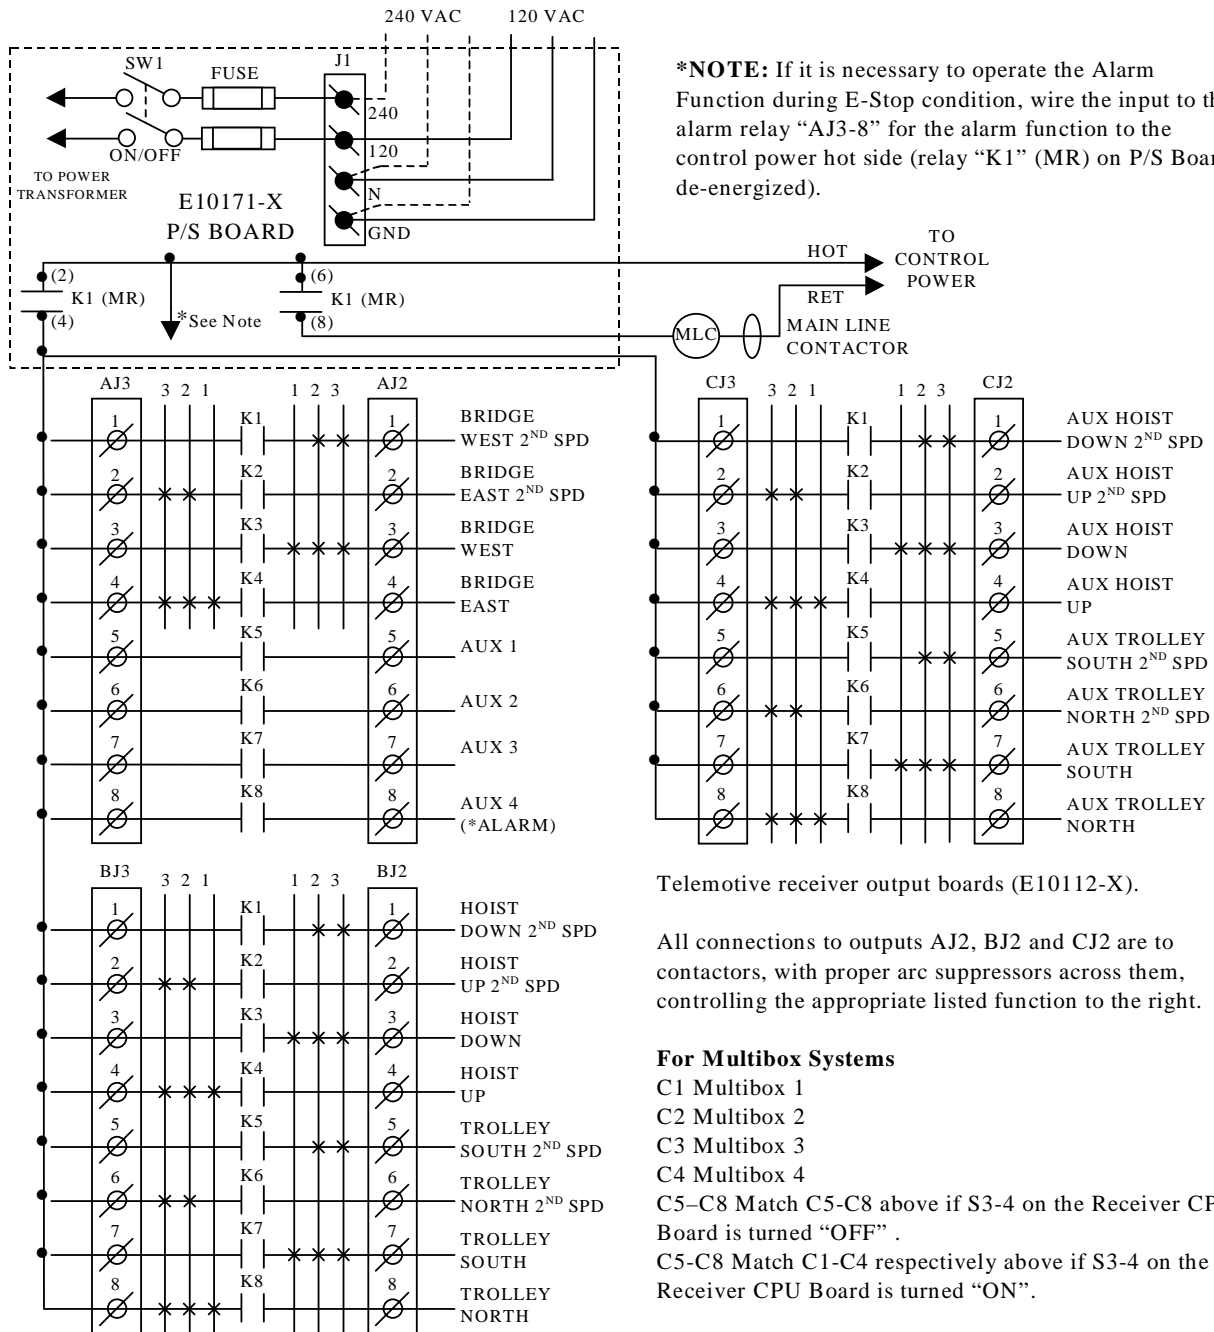 240 VAC 120 VAC
SW1 FUSE J1
240
120
ON/OFF
N
TO POWER
TRANSFORMER
E10171-X
P/S BOARD
GND
*NOTE: If it is necessary to operate the Alarm
Function during E-Stop condition, wire the input to th
alarm relay “AJ3-8” for the alarm function to the
control power hot side (relay “K1” (MR) on P/S Boar
de-energized).
HOT
TO
CONTROL
POWER
RET
(2)
K1 (MR)
(4)
*See Note
(6)
K1 (MR)
(8)
MLC
MAIN LINE
CONTACTOR
AJ3 3 2 1 1 2 3 AJ2
1 K1 1 BRIDGE
WEST 2ND SPD
2 K2 2 BRIDGE
EAST 2ND SPD
3 K3 3 BRIDGE
WEST
4 K4 4 BRIDGE
EAST
5 K5 5 AUX 1
6 K6 6 AUX 2
7 K7 7 AUX 3
8 K8 8 AUX 4
(*ALARM)
CJ3 3 2 1 1 2 3 CJ2
1 K1 1 AUX HOIST
DOWN 2ND SPD
2 K2 2 AUX HOIST
UP 2ND SPD
3 K3 3 AUX HOIST
DOWN
4 K4 4 AUX HOIST
UP
5 K5 5 AUX TROLLEY
SOUTH 2ND SPD
6 K6 6 AUX TROLLEY
NORTH 2ND SPD
7 K7 7 AUX TROLLEY
SOUTH
8 K8 8 AUX TROLLEY
NORTH
BJ3 3 2 1 1 2 3 BJ2
1 K1 1 HOIST
DOWN 2ND SPD
2 K2 2 HOIST
UP 2ND SPD
3 K3 3 HOIST
DOWN
4 K4 4 HOIST
UP
5 K5 5 TROLLEY
SOUTH 2ND SPD
6 K6 6 TROLLEY
NORTH 2ND SPD
7 K7 7 TROLLEY
SOUTH
8 K8 8 TROLLEY
NORTH
Telemotive receiver output boards (E10112-X).
All connections to outputs AJ2, BJ2 and CJ2 are to
contactors, with proper arc suppressors across them,
controlling the appropriate listed function to the right.
For Multibox Systems
C1 Multibox 1
C2 Multibox 2
C3 Multibox 3
C4 Multibox 4
C5–C8 Match C5-C8 above if S3-4 on the Receiver CP
Board is turned “OFF” .
C5-C8 Match C1-C4 respectively above if S3-4 on the
Receiver CPU Board is turned “ON”.